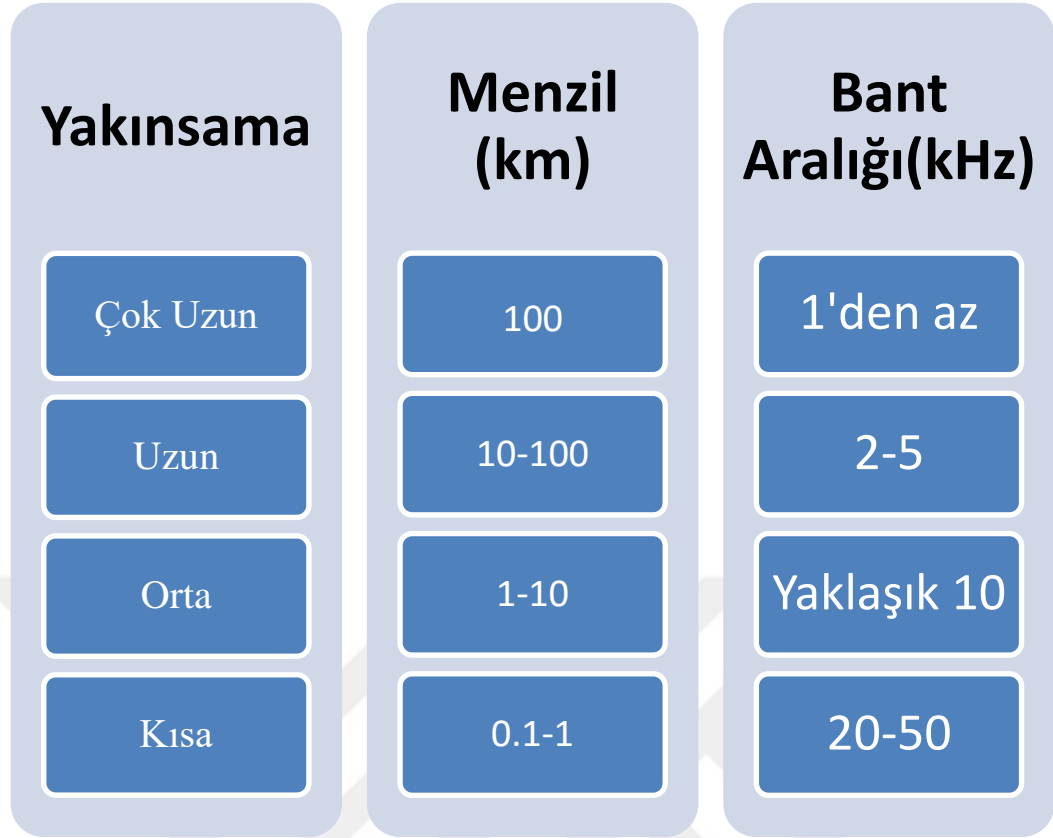 Yakınsama
Menzil
(km)
Bant
Aralığı(kHz)
Çok Uzun
100
1'den az
Uzun
10-100
2-5
Orta
1-10
Yaklaşık 10
Kısa
0.1-1
20-50